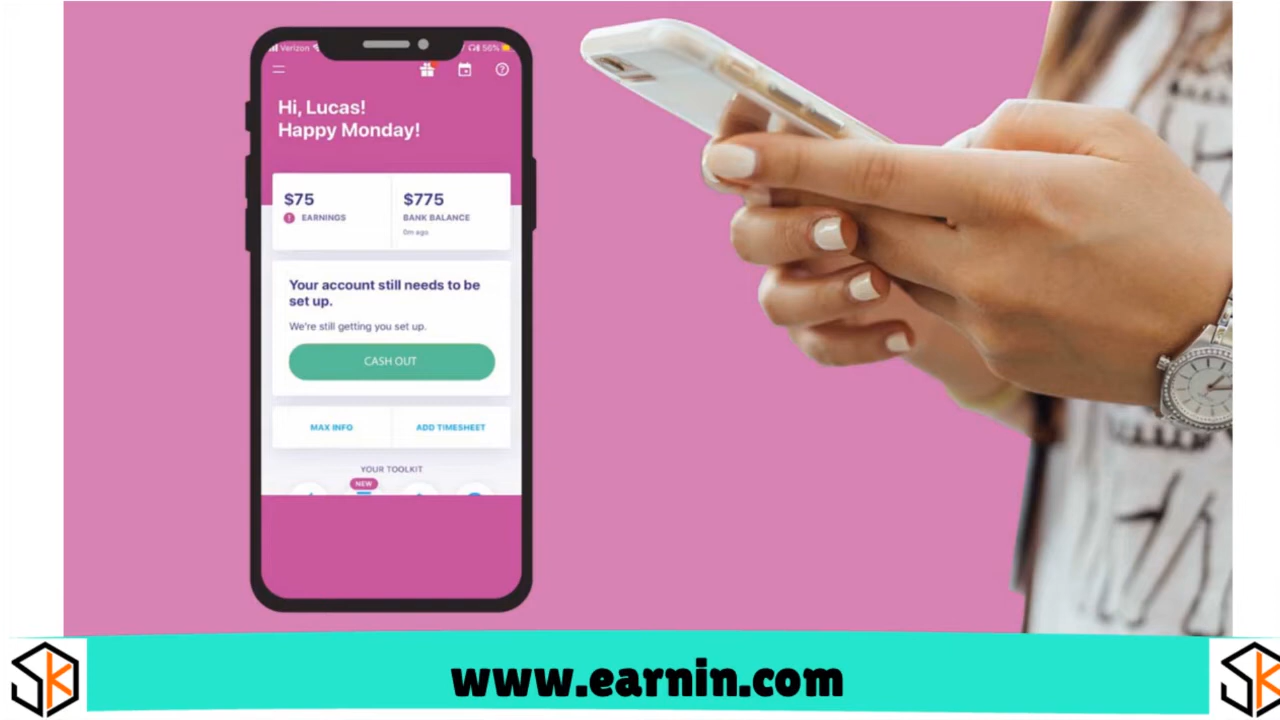 Verizon
56%
Hi, Lucas!
Happy Monday!
$75
$775
! EARNINGS
BANK BALANCE
0m ago
Your account still needs to be
set up.
We're still getting you set up.
CASH OUT
MAX INFO
ADD TIMESHEET
YOUR TOOLKIT
NEW
www.earnin.com
SK
SK